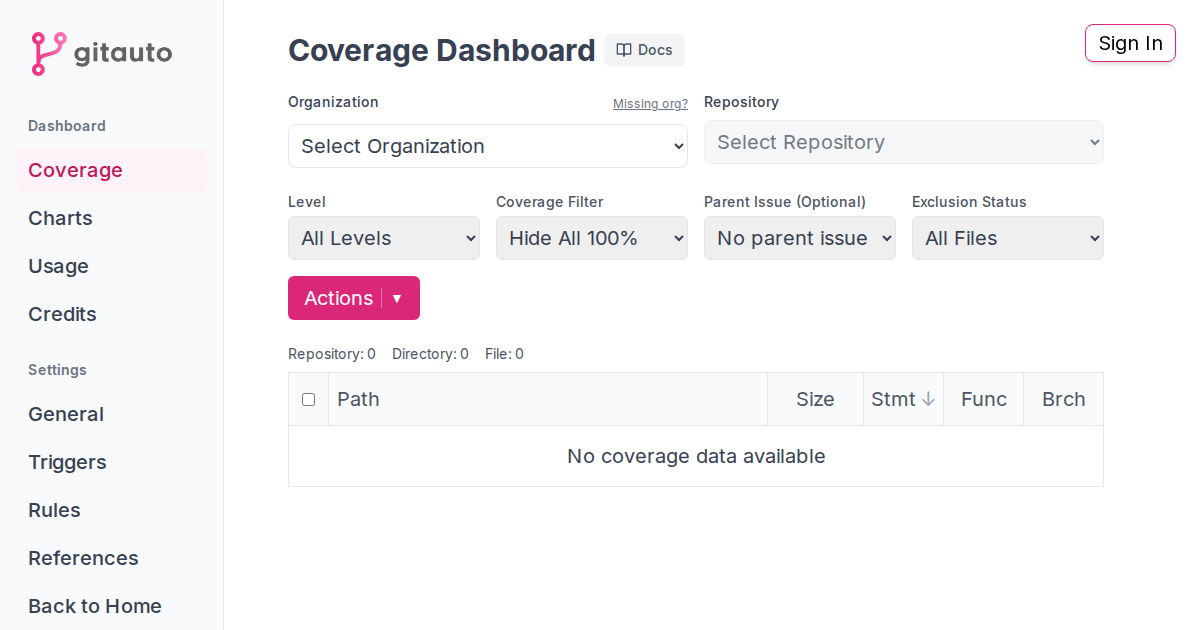 gitauto
Dashboard
Coverage
Charts
Usage
Credits
Settings
General
Triggers
Rules
References
Back to Home
Coverage Dashboard
Docs
Sign In
Organization
Missing org?
Repository
Select Organization
Select Repository
Level
Coverage Filter
Parent Issue (Optional)
Exclusion Status
All Levels
Hide All 100%
No parent issue
All Files
Actions ▼
Repository: 0 Directory: 0 File: 0
Path Size Stmt ↓ Func Brch
No coverage data available